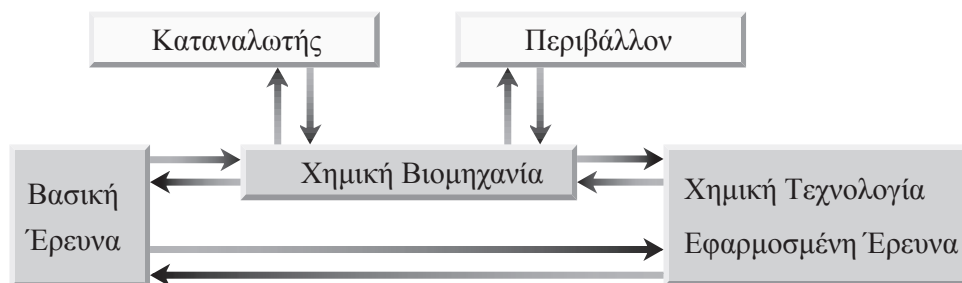 Καταναλωτής
Περιβάλλον
Χημική Βιομηχανία
Βασική
Έρευνα
Χημική Τεχνολογία
Εφαρμοσμένη Έρευνα